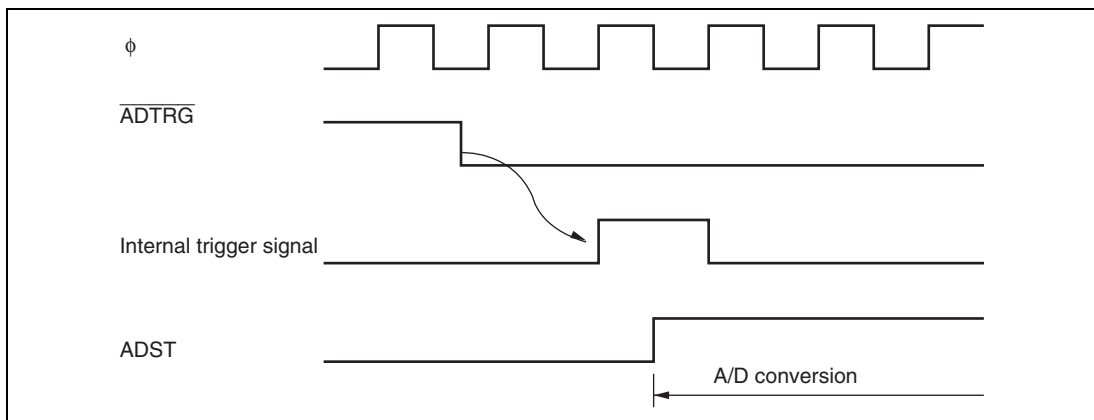 ϕ
ADTRG
Internal trigger signal
ADST
A/D conversion